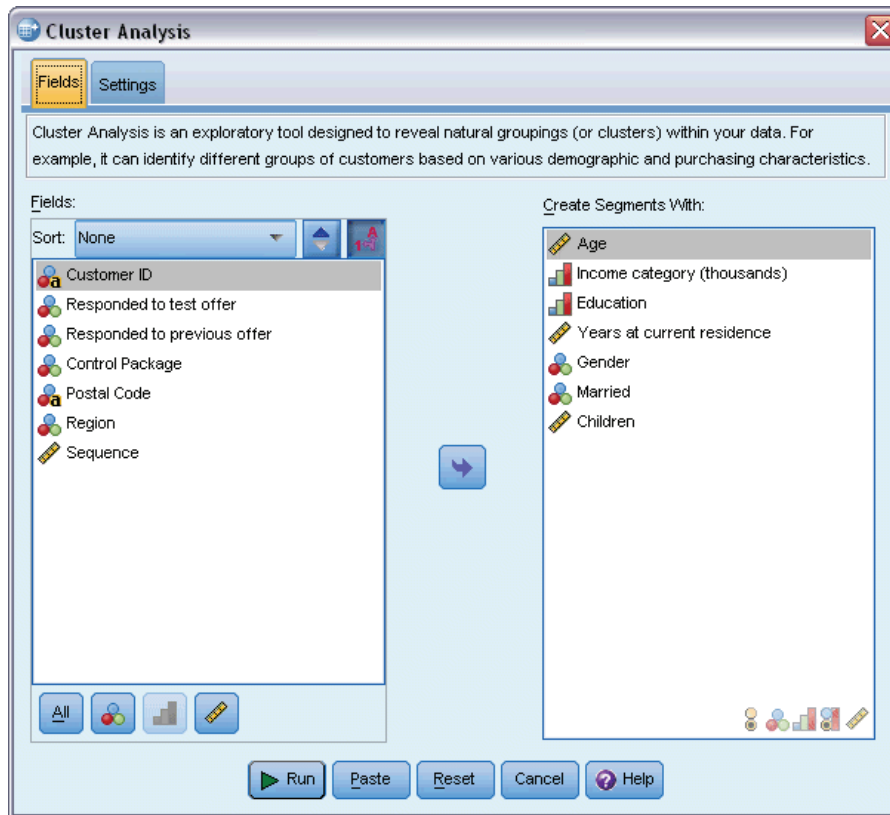 Cluster Analysis
Fields Settings
Cluster Analysis is an exploratory tool designed to reveal natural groupings (or clusters) within your data. For
example, it can identify different groups of customers based on various demographic and purchasing characteristics.
Fields:
Sort: None
Customer ID
Responded to test offer
Responded to previous offer
Control Package
Postal Code
Region
Sequence
All
Create Segments With:
Age
Income category (thousands)
Education
Years at current residence
Gender
Married
Children
Run Paste Reset Cancel Help